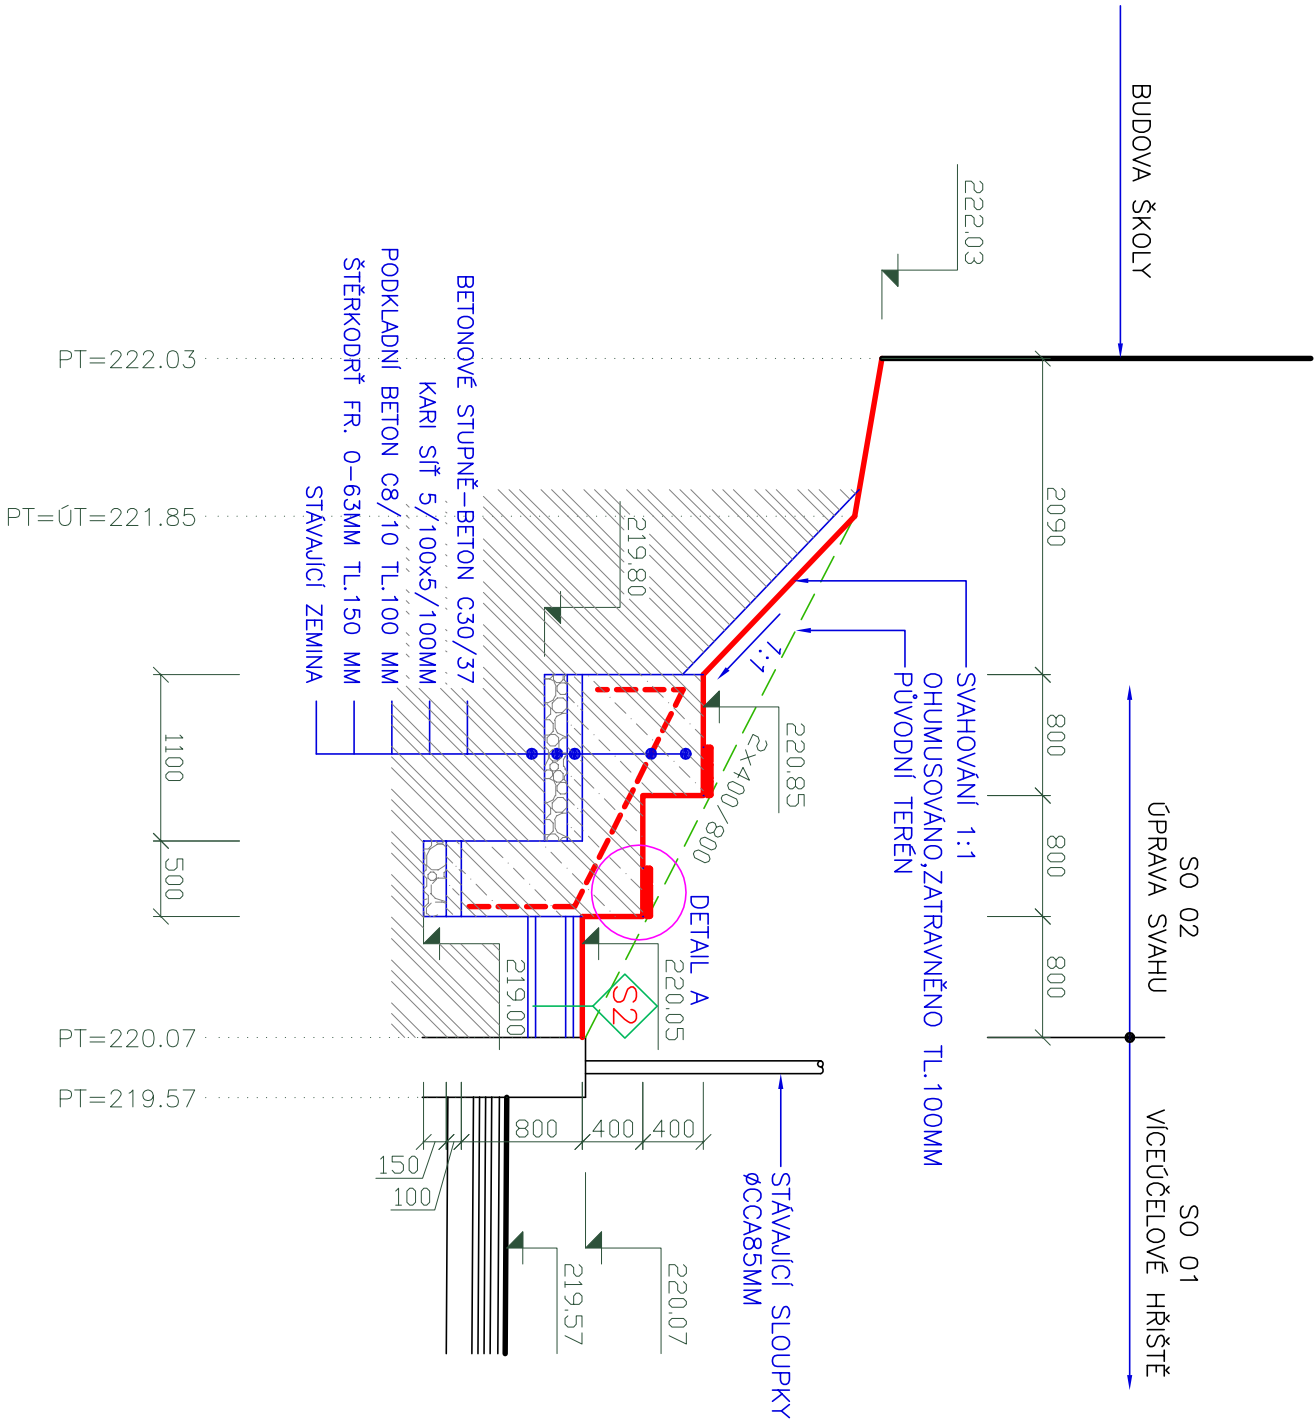 BUDOVA ŠKOLY
SO 02
ÚPRAVA SVAHU
SO 01
VÍCEÚČELOVÉ HŘIŠTĚ
2090
800
800
800
222.03
SVAHOVÁNÍ 1:1
OHUMUSOVÁNO,ZATRAVNĚNO TL.100MM
PŮVODNÍ TERÉN
1:1
220.85
2x400/800
DETAIL A
220.05
S2
219.00
219.80
STÁVAJÍCÍ SLOUPKY
ØCCA85MM
220.07
219.57
400
400
800
150
100
BETONOVÉ STUPNĚ-BETON C30/37
KARI SÍŤ 5/100x5/100MM
PODKLADNÍ BETON C8/10 TL.100 MM
ŠTĚRKODRŤ FR. 0-63MM TL.150 MM
STÁVAJÍCÍ ZEMINA
1100
500
PT=222.03
PT=ÚT=221.85
PT=220.07
PT=219.57